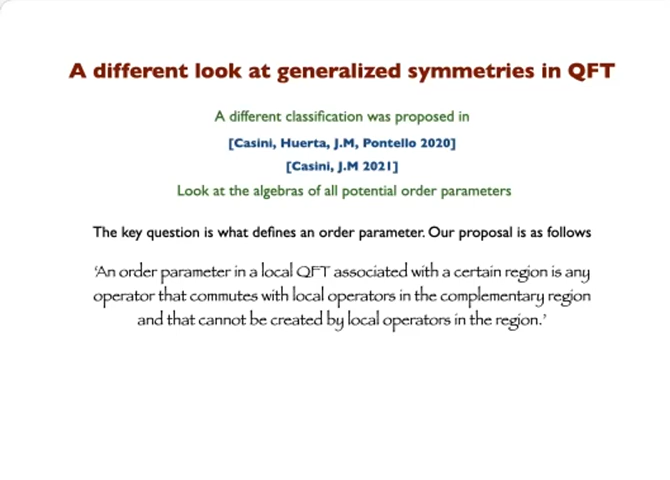 A different look at generalized symmetries in QFT
A different classification was proposed in
[Casini, Huerta, J.M, Pontello 2020]
[Casini, J.M 2021]
Look at the algebras of all potential order parameters
The key question is what defines an order parameter. Our proposal is as follows
‘An order parameter in a local QFT associated with a certain region is any
operator that commutes with local operators in the complementary region
and that cannot be created by local operators in the region.’